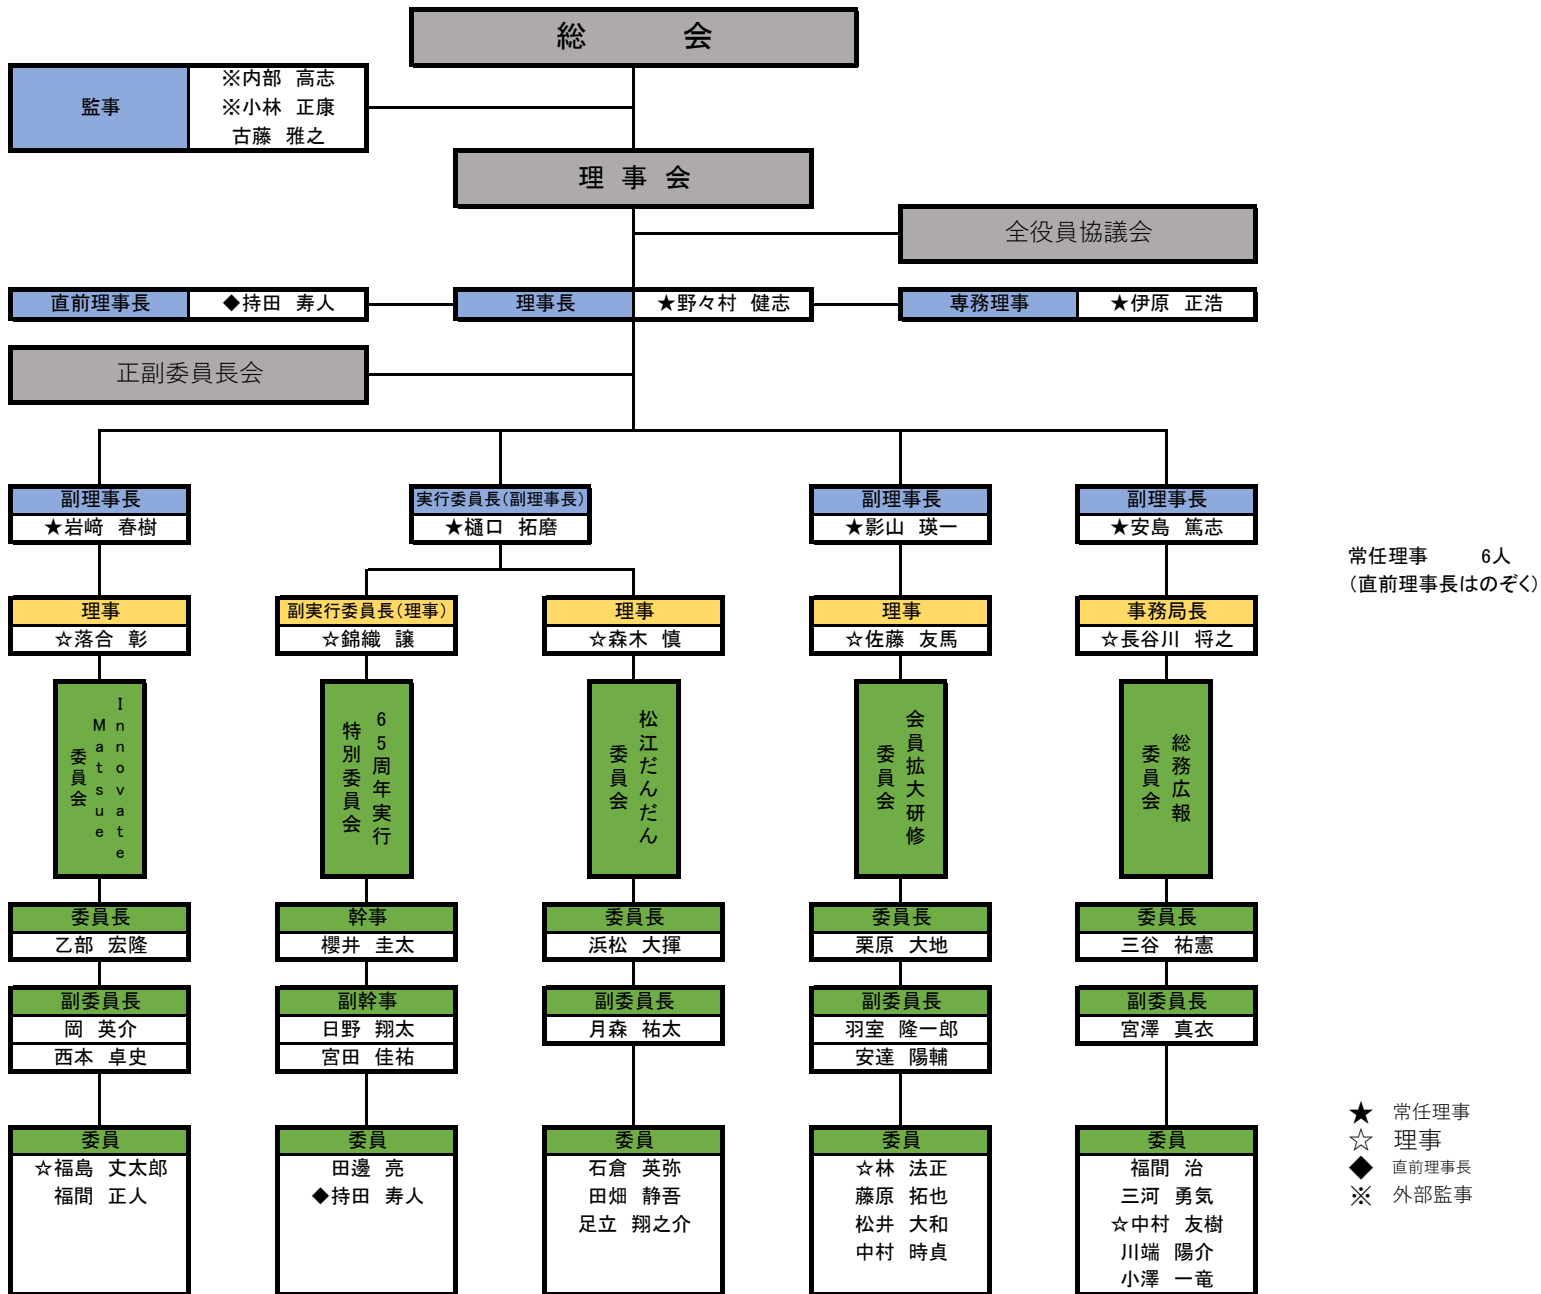 総 会
監事
※内部 高志
※小林 正康
古藤 雅之
理 事 会
全役員協議会
直前理事長 ◆持田 寿人
理事長 ★野々村 健志
専務理事 ★伊原 正浩
正副委員長会
副理事長
★岩﨑 春樹
実行委員長(副理事長)
★樋口 拓磨
副理事長
★影山 瑛一
副理事長
★安島 篤志
常任理事 6人
(直前理事長はのぞく)
理事
☆落合 彰
副実行委員長(理事)
☆錦織 譲
理事
☆森木 慎
理事
☆佐藤 友馬
事務局長
☆長谷川 将之
Innovate
Matsue
委員会
65周年実行
特別委員会
松江だんだん
委員会
会員拡大研修
委員会
総務広報
委員会
委員長
乙部 宏隆
幹事
櫻井 圭太
委員長
浜松 大揮
委員長
栗原 大地
委員長
三谷 祐憲
副委員長
岡 英介
西本 卓史
副幹事
日野 翔太
宮田 佳祐
副委員長
月森 祐太
副委員長
羽室 隆一郎
安達 陽輔
副委員長
宮澤 真衣
委員
☆福島 丈太郎
福間 正人
委員
田邊 亮
◆持田 寿人
委員
石倉 英弥
田畑 静吾
足立 翔之介
委員
☆林 法正
藤原 拓也
松井 大和
中村 時貞
委員
福間 治
三河 勇気
☆中村 友樹
川端 陽介
小澤 一竜
★ 常任理事
☆ 理事
◆ 直前理事長
※ 外部監事